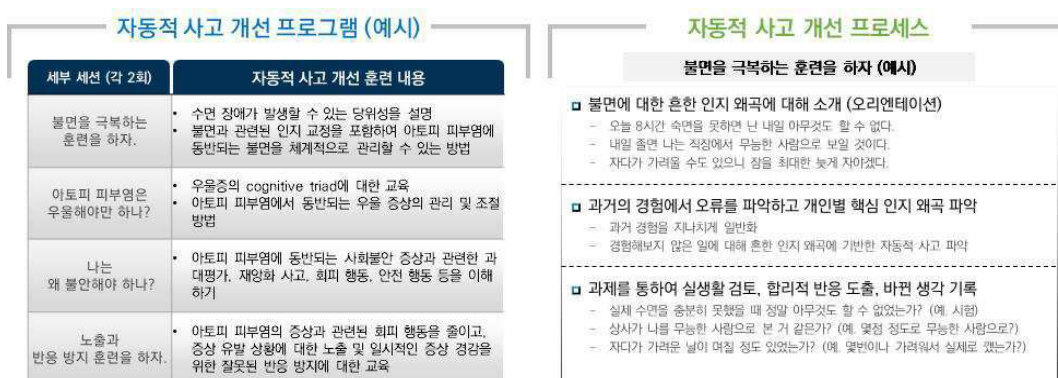 자동적 사고 개선 프로그램 (예시)
세부 세션 (각 2회)
자동적 사고 개선 훈련 내용
불면을 극복하는
훈련을 하자.
• 수면 장애가 발생할 수 있는 당위성을 설명
• 불면과 관련된 인지 교정을 포함하여 아토피 피부염에
동반되는 불면을 체계적으로 관리할 수 있는 방법
아토피 피부염은
우울해야만 하나?
• 우울증의 cognitive triad에 대한 교육
• 아토피 피부염에서 동반되는 우울 증상의 관리 및 조절
방법
나는
왜 불안해야 하나?
• 아토피 피부염에 동반되는 사회불안 증상과 관련한 과
대평가, 재앙화 사고, 회피 행동, 안전 행동 등을 이해
하기
노출과
반응 방지 훈련을 하자.
• 아토피 피부염의 증상과 관련된 회피 행동을 줄이고,
증상 유발 상황에 대한 노출 및 일시적인 증상 경감을
위한 잘못된 반응 방지에 대한 교육
자동적 사고 개선 프로세스
불면을 극복하는 훈련을 하자 (예시)
불면에 대한 흔한 인지 왜곡에 대해 소개 (오리엔테이션)
- 오늘 8시간 숙면을 못하면 난 내일 아무것도 할 수 없다.
- 내일 졸면 나는 직장에서 무능한 사람으로 보일 것이다.
- 자다가 가려울 수도 있으니 잠을 최대한 늦게 자야겠다.
과거의 경험에서 오류를 파악하고 개인별 핵심 인지 왜곡 파악
- 과거 경험을 지나치게 일반화
- 경험해보지 않은 일에 대해 흔한 인지 왜곡에 기반한 자동적 사고 파악
과제를 통하여 실생활 검토, 합리적 반응 도출, 바뀐 생각 기록
- 실제 수면을 충분히 못했을 때 정말 아무것도 할 수 없었는가? (예. 시험)
- 상사가 나를 무능한 사람으로 본 거 같은가? (예. 몇점 정도로 무능한 사람으로?)
- 자다가 가려운 날이 며칠 정도 있었는가? (예. 몇번이나 가려워서 실제로 깼는가?)